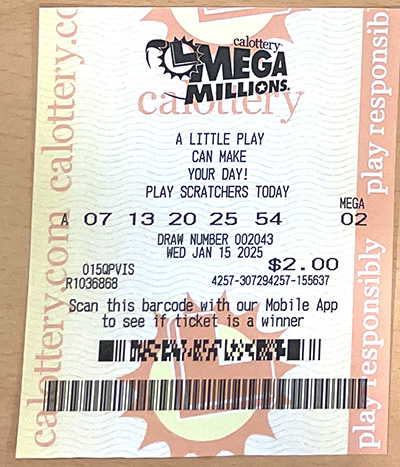 calottery
MEGA
MILLIONS®
calottery
A LITTLE PLAY
CAN MAKE
YOUR DAY!
PLAY SCRATCHERS TODAY
MEGA
A 07 13 20 25 54 02
DRAW NUMBER 002043
WED JAN 15 2025
$2.00
015QPVIS
R1036868 4257-307294257-155637
Scan this barcode with our Mobile App
to see if ticket is a winner
calottery.com calottery.co
play responsibly play responsib